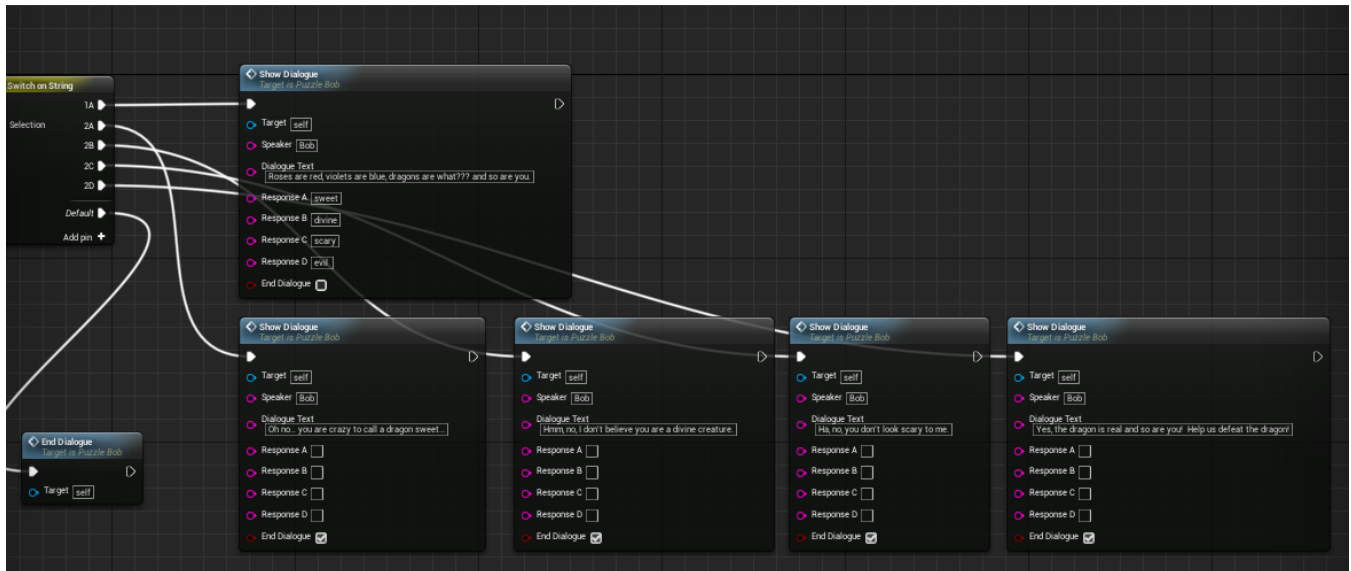 Switch on String
1A
Selection
2A
2B
2C
2D
Default
Add pin +
Show Dialogue
Target is Puzzle Bob
Target self
Speaker Bob
Dialogue Text
Roses are red, violets are blue, dragons are what??? and so are you.
Response A sweet
Response B divine
Response C scary
Response D evil.
End Dialogue
End Dialogue
Target is Puzzle Bob
Target self
Show Dialogue
Target is Puzzle Bob
Target self
Speaker Bob
Dialogue Text
Oh no... you are crazy to call a dragon sweet...
Response A
Response B
Response C
Response D
End Dialogue
Show Dialogue
Target is Puzzle Bob
Target self
Speaker Bob
Dialogue Text
Hmm, no, I don't believe you are a divine creature.
Response A
Response B
Response C
Response D
End Dialogue
Show Dialogue
Target is Puzzle Bob
Target self
Speaker Bob
Dialogue Text
Ha, no, you don't look scary to me.
Response A
Response B
Response C
Response D
End Dialogue
Show Dialogue
Target is Puzzle Bob
Target self
Speaker Bob
Dialogue Text
Yes, the dragon is real and so are you! Help us defeat the dragon!
Response A
Response B
Response C
Response D
End Dialogue